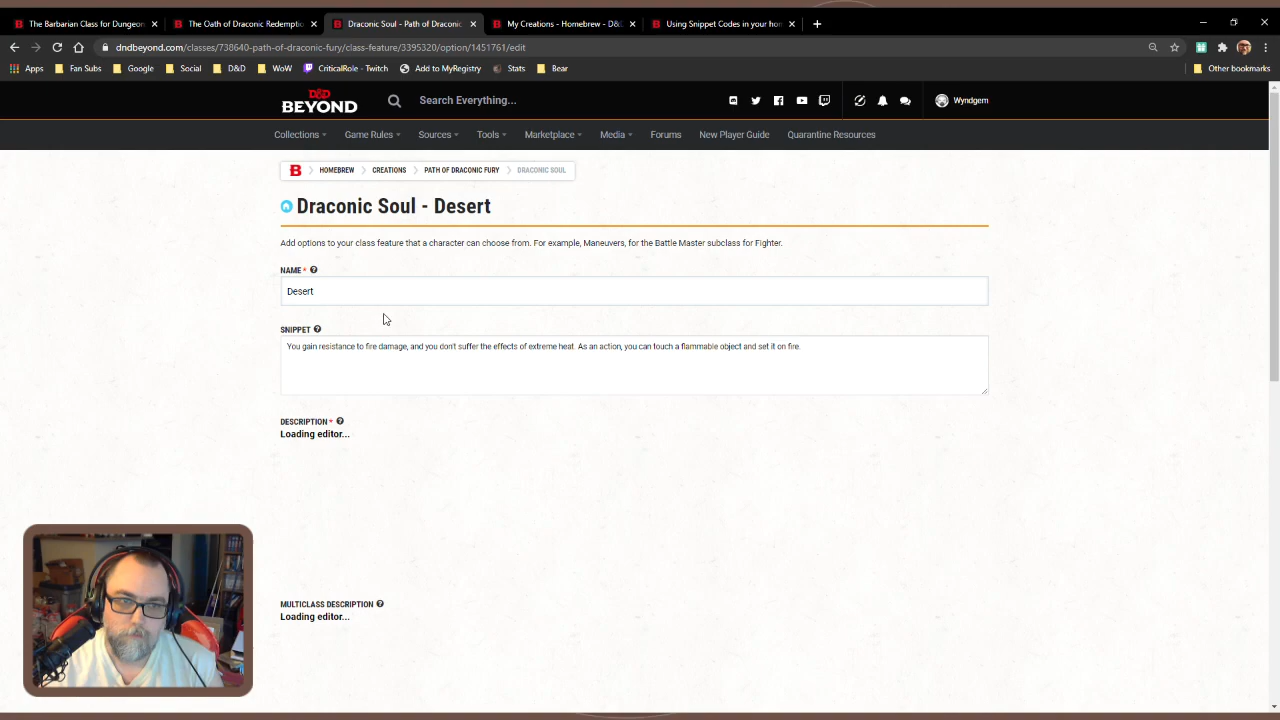 The Barbarian Class for Dungeon
The Oath of Draconic Redemptio
Draconic Soul - Path of Draconic
My Creations - Homebrew - D&D
Using Snippet Codes in your hom
dndbeyond.com/classes/738640-path-of-draconic-fury/class-feature/3395320/option/1451761/edit
Apps
Fan Subs
Google
Social
D&D
WoW
CriticalRole - Twitch
Add to MyRegistry
Stats
Bear
Other bookmarks
D&D
BEYOND
Search Everything...
Wyndgem
Collections
Game Rules
Sources
Tools
Marketplace
Media
Forums
New Player Guide
Quarantine Resources
B
HOMEBREW
CREATIONS
PATH OF DRACONIC FURY
DRACONIC SOUL
Draconic Soul - Desert
Add options to your class feature that a character can choose from. For example, Maneuvers, for the Battle Master subclass for Fighter.
NAME *
Desert
SNIPPET
You gain resistance to fire damage, and you don't suffer the effects of extreme heat. As an action, you can touch a flammable object and set it on fire.
DESCRIPTION *
Loading editor...
MULTICLASS DESCRIPTION
Loading editor...